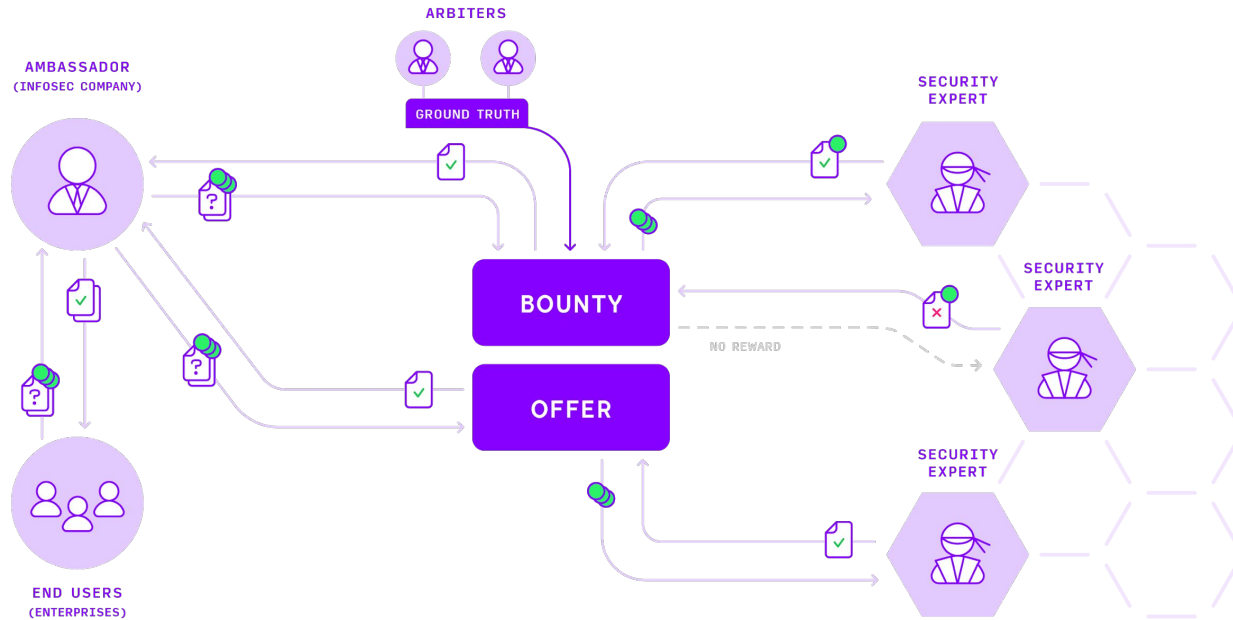 ARBITERS
AMBASSADOR
(INFOSEC COMPANY)
GROUND TRUTH
SECURITY
EXPERT
?
BOUNTY
SECURITY
EXPERT
NO REWARD
?
?
OFFER
SECURITY
EXPERT
END USERS
(ENTERPRISES)